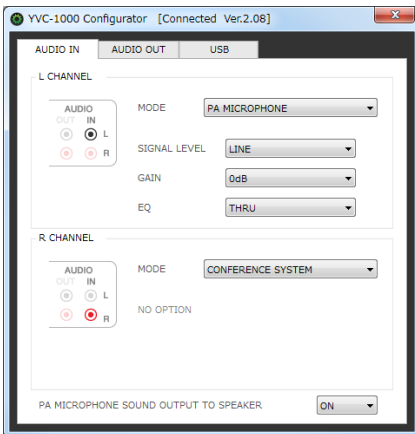 YVC-1000 Configurator [Connected Ver.2.08]
AUDIO IN AUDIO OUT USB
L CHANNEL
AUDIO
OUT IN
L
R
MODE PA MICROPHONE
SIGNAL LEVEL LINE
GAIN 0dB
EQ THRU
R CHANNEL
AUDIO
OUT IN
L
R
MODE CONFERENCE SYSTEM
NO OPTION
PA MICROPHONE SOUND OUTPUT TO SPEAKER ON